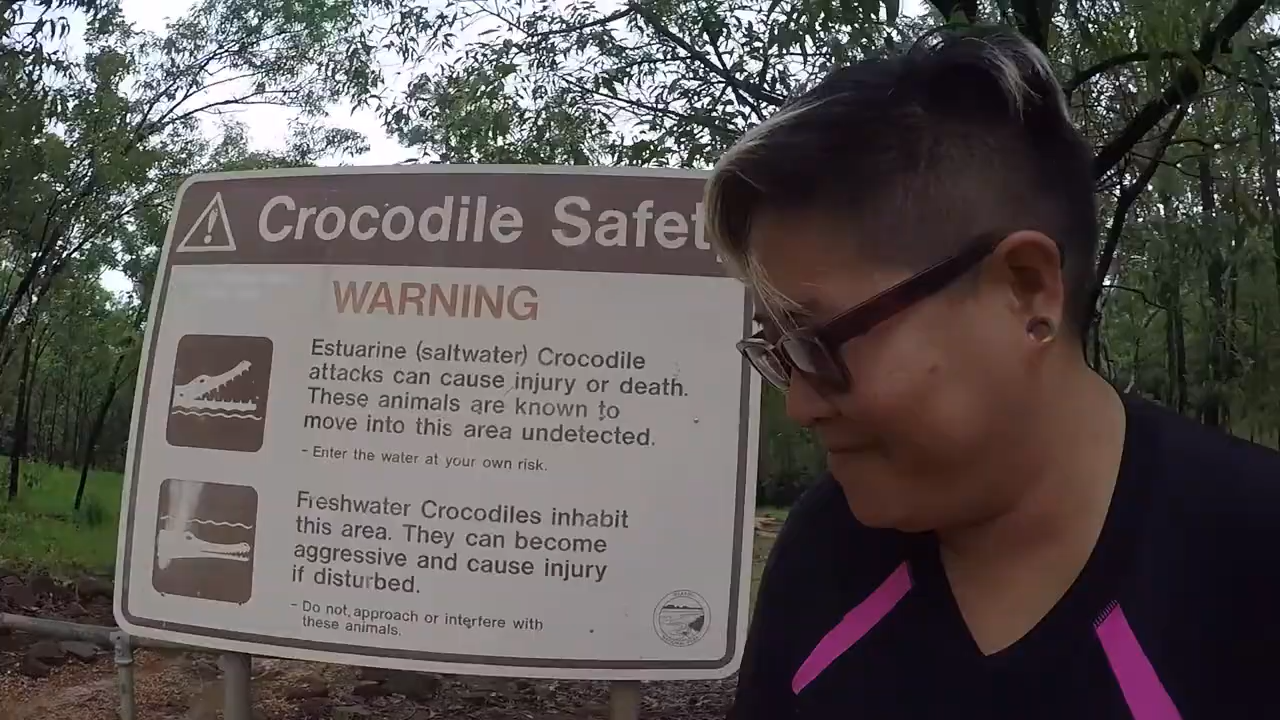 Crocodile Safet
WARNING
Estuarine (saltwater) Crocodile
attacks can cause injury or death.
These animals are known to
move into this area undetected.
- Enter the water at your own risk.
Freshwater Crocodiles inhabit
this area. They can become
aggressive and cause injury
if disturbed.
- Do not approach or interfere with
these animals.